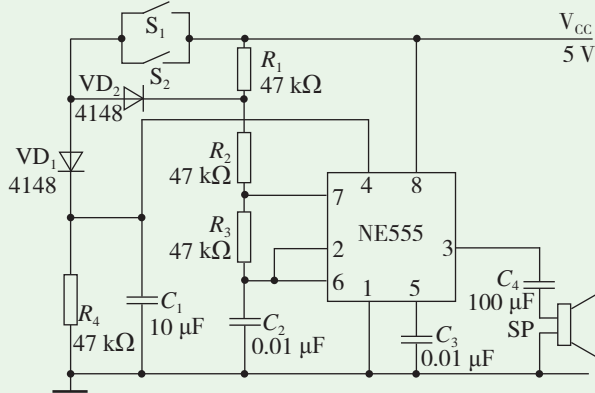 S₁
V_CC
5 V
S₂
R₁
47 kΩ
VD₂
4148
VD₁
4148
R₂
47 kΩ
4
8
7
R₃
47 kΩ
2
NE555
3
6
1
5
C₄
100 μF
SP
R₄
47 kΩ
C₁
10 μF
C₂
0.01 μF
C₃
0.01 μF